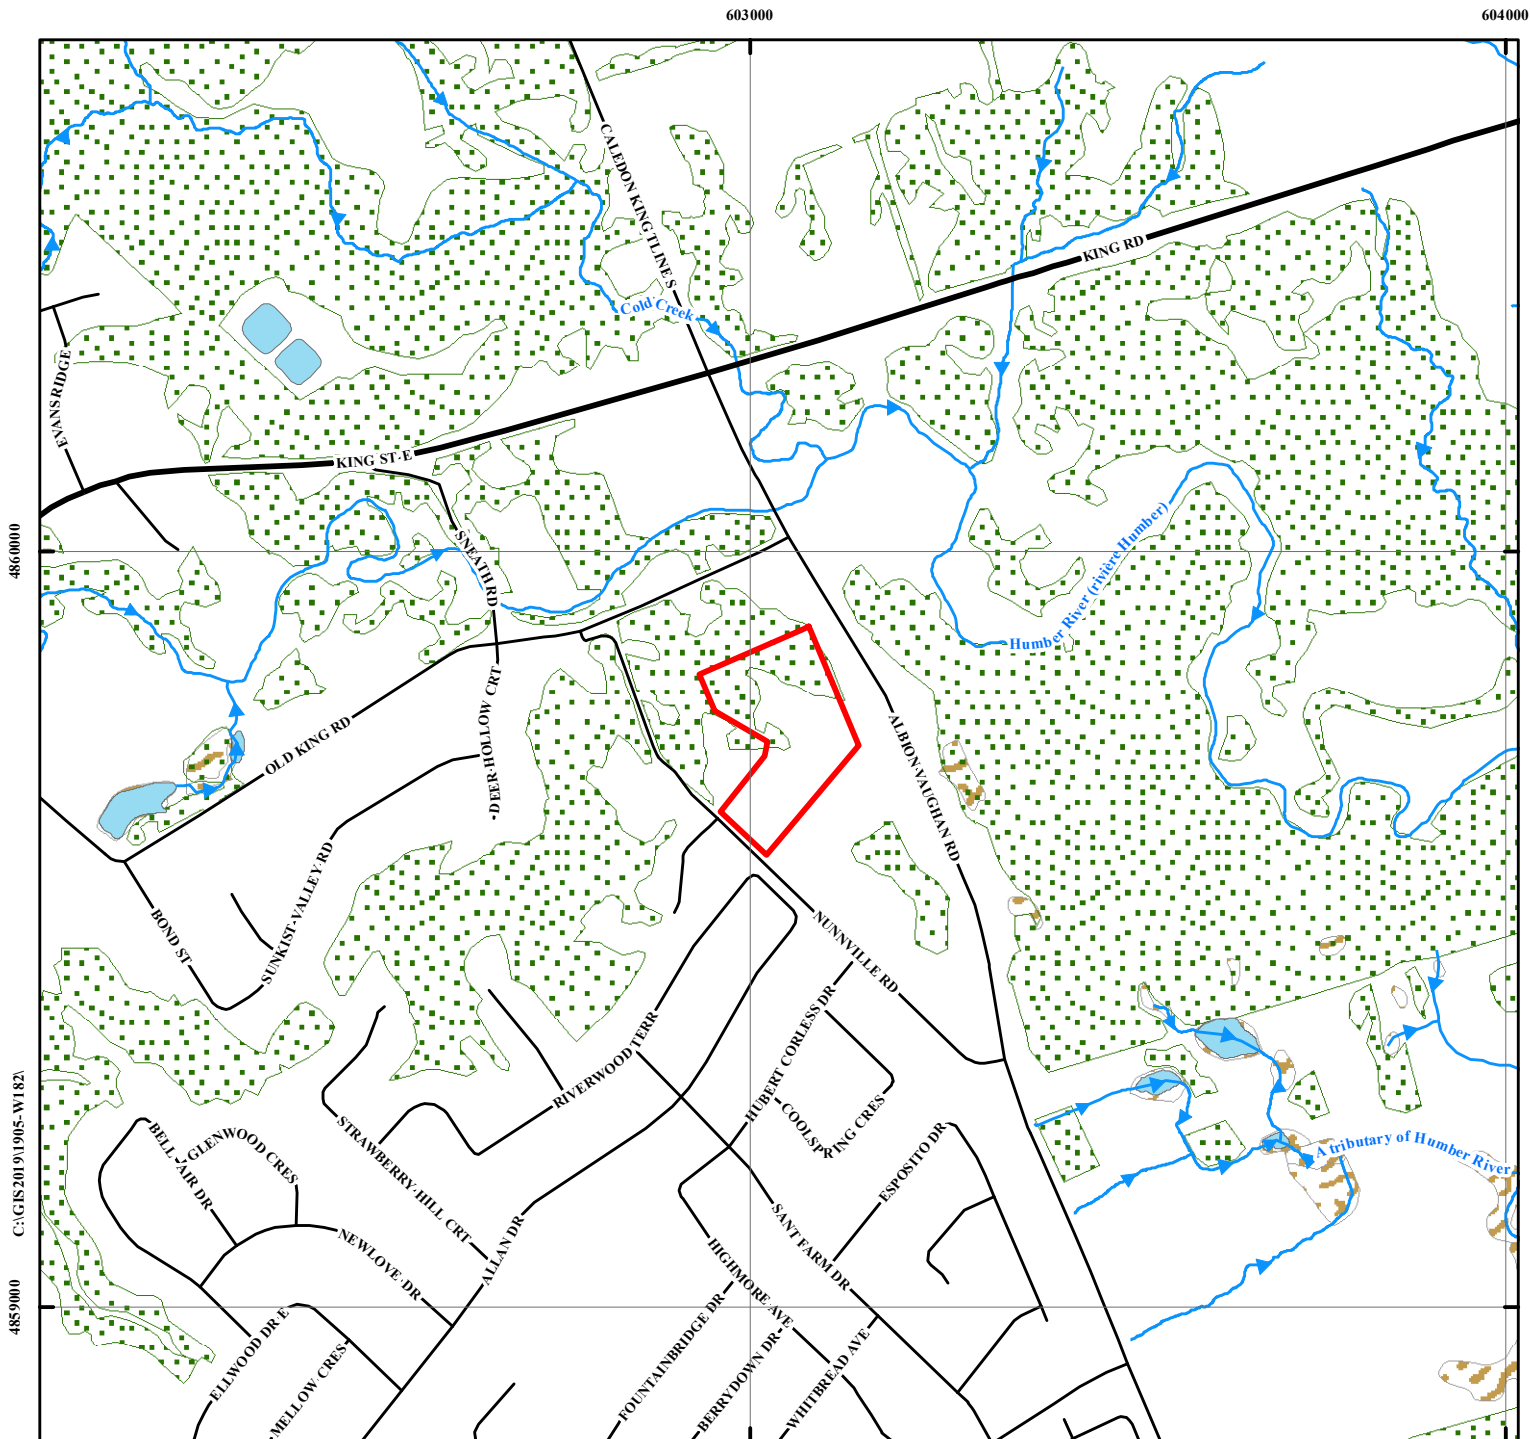 603000
604000
CALEDON KING TLINE S
KING RD
Cold Creek
EVANS RIDGE
KING ST E
4860000
SNEATH RD
Humber River (rivière Humber)
DEER HOLLOW CRT
OLD KING RD
ALBION-VAUGHAN RD
SUNKIST VALLEY RD
BOND ST
NUNNVILLE RD
RIVERWOOD TERR
HUBERT CORLESS DR
COOLSPRING CRES
C:\GIS2019\1905-W182\
STRAWBERRY HILL CRT
BELL AIR DR
GLENWOOD CRES
ESPOSITO DR
A tributary of Humber River
ALLAN DR
SANT FARM DR
NEWLOVE DR
HIGHMORE AVE
4859000
ELLWOOD DR E
MELLOW CRES
FOUNTAINBRIDGE DR
BERRYDOWN DR
WHITBREAD AVE